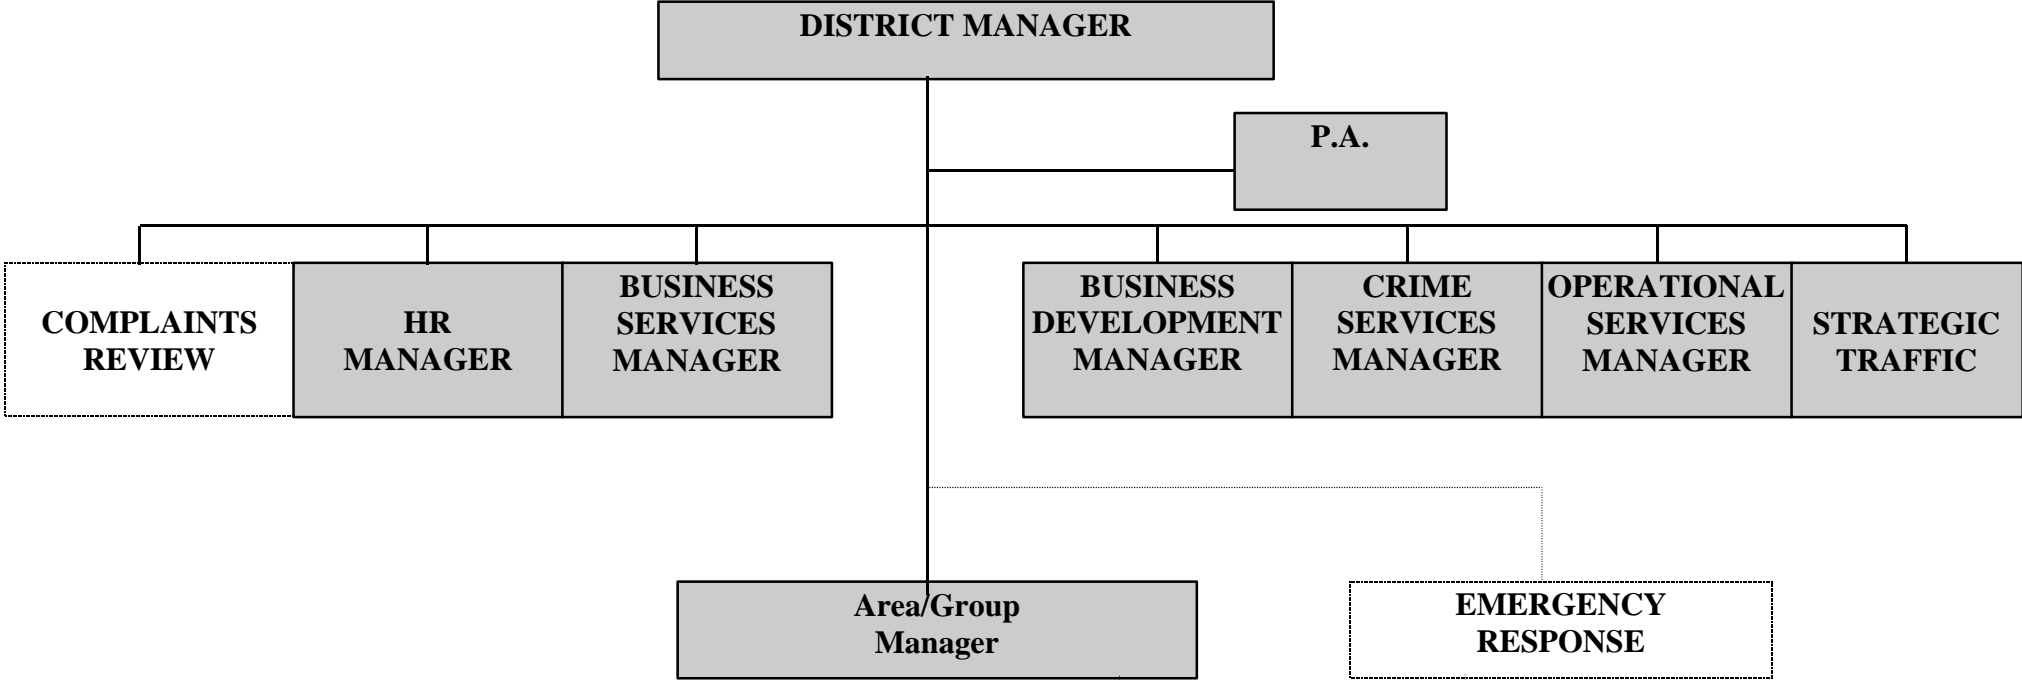 DISTRICT MANAGER
P.A.
COMPLAINTS
REVIEW
HR
MANAGER
BUSINESS
SERVICES
MANAGER
BUSINESS
DEVELOPMENT
MANAGER
CRIME
SERVICES
MANAGER
OPERATIONAL
SERVICES
MANAGER
STRATEGIC
TRAFFIC
Area/Group
Manager
EMERGENCY
RESPONSE